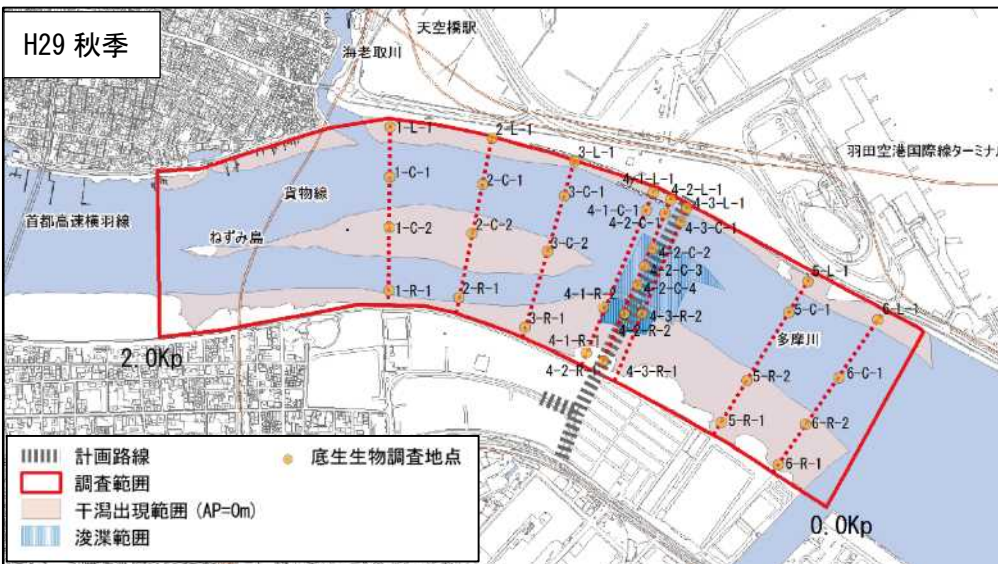 H29 秋季
天空橋駅
海老取川
羽田空港国際線ターミナル
首都高速横羽線
貨物線
ねずみ島
多摩川
1-L-1
1-C-1
1-C-2
1-R-1
2-L-1
2-C-1
2-C-2
2-R-1
3-L-1
3-C-1
3-C-2
3-R-1
4-1-L-1
4-2-L-1
4-3-L-1
4-1-C-1
4-2-C-1
4-3-C-1
4-2-C-2
4-2-C-3
4-2-C-4
4-1-R-2
4-3-R-2
4-2-R-2
4-1-R-1
4-2-R-1
4-3-R-1
5-L-1
5-C-1
5-R-2
5-R-1
6-L-1
6-C-1
6-R-2
6-R-1
2.0Kp
0.0Kp
計画路線
底生生物調査地点
調査範囲
干潟出現範囲 (AP=0m)
浚渫範囲